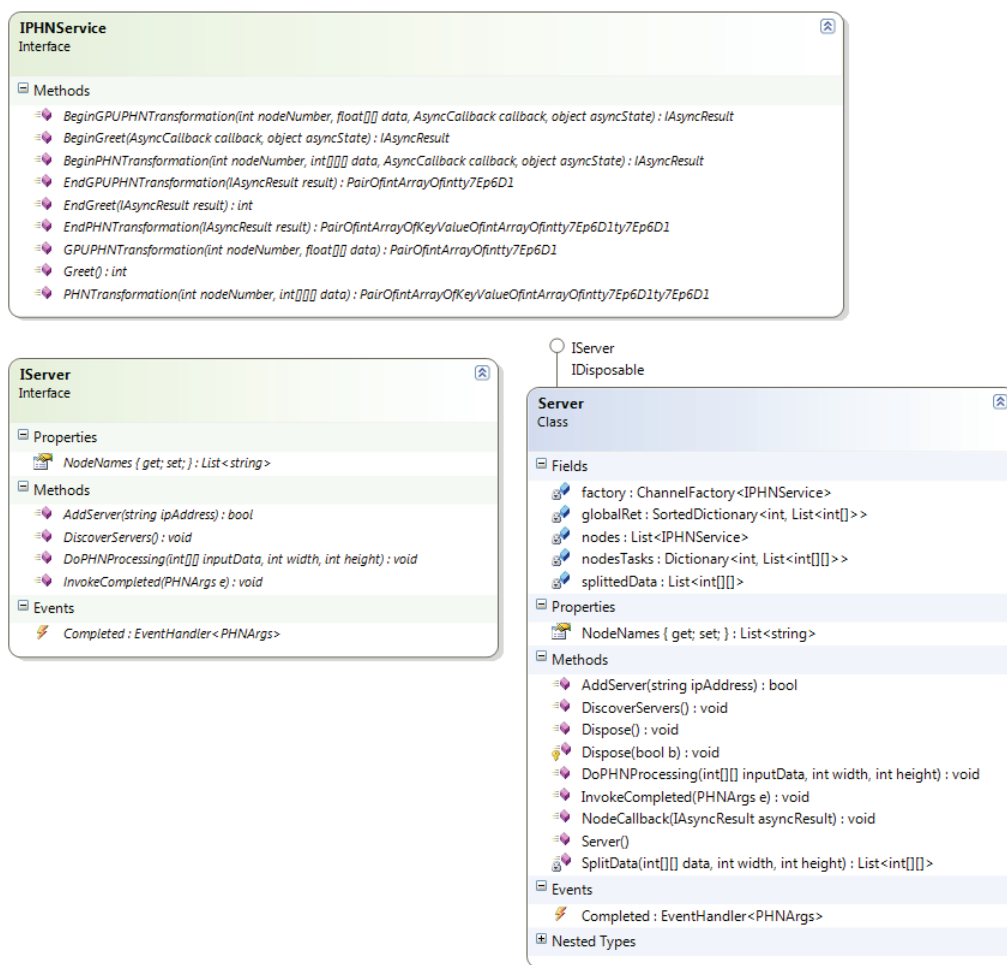 IPHNService
Interface
Methods
BeginGPUPHNTransformation(int nodeNumber, float[][] data, AsyncCallback callback, object asyncState) : IAsyncResult
BeginGreet(AsyncCallback callback, object asyncState) : IAsyncResult
BeginPHNTransformation(int nodeNumber, int[][][] data, AsyncCallback callback, object asyncState) : IAsyncResult
EndGPUPHNTransformation(IAsyncResult result) : PairOfintArrayOfintty7Ep6D1
EndGreet(IAsyncResult result) : int
EndPHNTransformation(IAsyncResult result) : PairOfintArrayOfKeyValueOfintArrayOfintty7Ep6D1ty7Ep6D1
GPUPHNTransformation(int nodeNumber, float[][] data) : PairOfintArrayOfintty7Ep6D1
Greet() : int
PHNTransformation(int nodeNumber, int[][][] data) : PairOfintArrayOfKeyValueOfintArrayOfintty7Ep6D1ty7Ep6D1
IServer
Interface
Properties
NodeNames { get; set; } : List<string>
Methods
AddServer(string ipAddress) : bool
DiscoverServers() : void
DoPHNProcessing(int[][] inputData, int width, int height) : void
InvokeCompleted(PHNArgs e) : void
Events
Completed : EventHandler<PHNArgs>
IServer
IDisposable
Server
Class
Fields
factory : ChannelFactory<IPHNService>
globalRet : SortedDictionary<int, List<int[]>>
nodes : List<IPHNService>
nodesTasks : Dictionary<int, List<int[][]>>
splittedData : List<int[][]>
Properties
NodeNames { get; set; } : List<string>
Methods
AddServer(string ipAddress) : bool
DiscoverServers() : void
Dispose() : void
Dispose(bool b) : void
DoPHNProcessing(int[][] inputData, int width, int height) : void
InvokeCompleted(PHNArgs e) : void
NodeCallback(IAsyncResult asyncResult) : void
Server()
SplitData(int[][] data, int width, int height) : List<int[][]>
Events
Completed : EventHandler<PHNArgs>
Nested Types